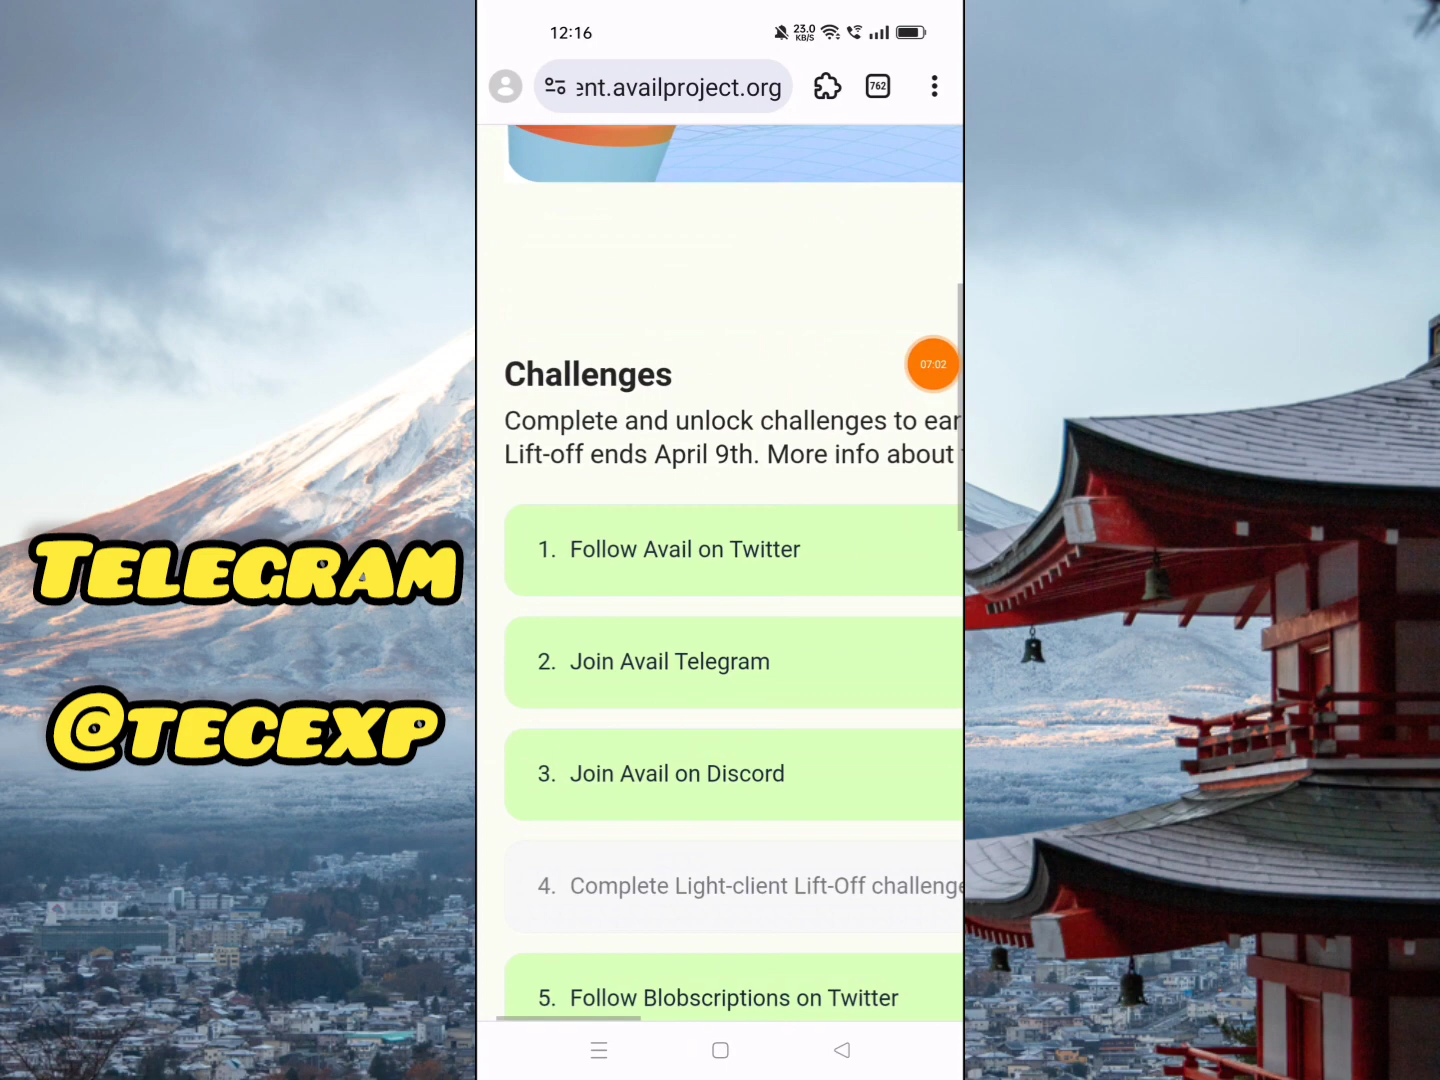 12:16
23.0
KB/S
ent.availproject.org
762
Challenges
07:02
Complete and unlock challenges to ear
Lift-off ends April 9th. More info about
1. Follow Avail on Twitter
TELEGRAM
2. Join Avail Telegram
@TECEXP
3. Join Avail on Discord
4. Complete Light-client Lift-Off challenge
5. Follow Blobscriptions on Twitter